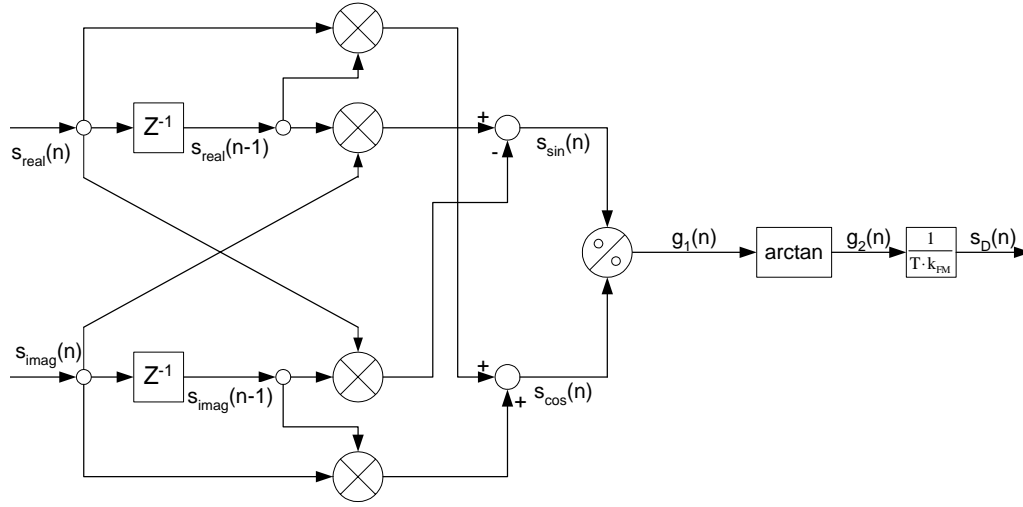 Z-1
s_real(n)
s_real(n-1)
+
-
s_sin(n)
g_1(n)
arctan
g_2(n)
1
T·k_FM
s_D(n)
s_imag(n)
Z-1
s_imag(n-1)
+
+
s_cos(n)